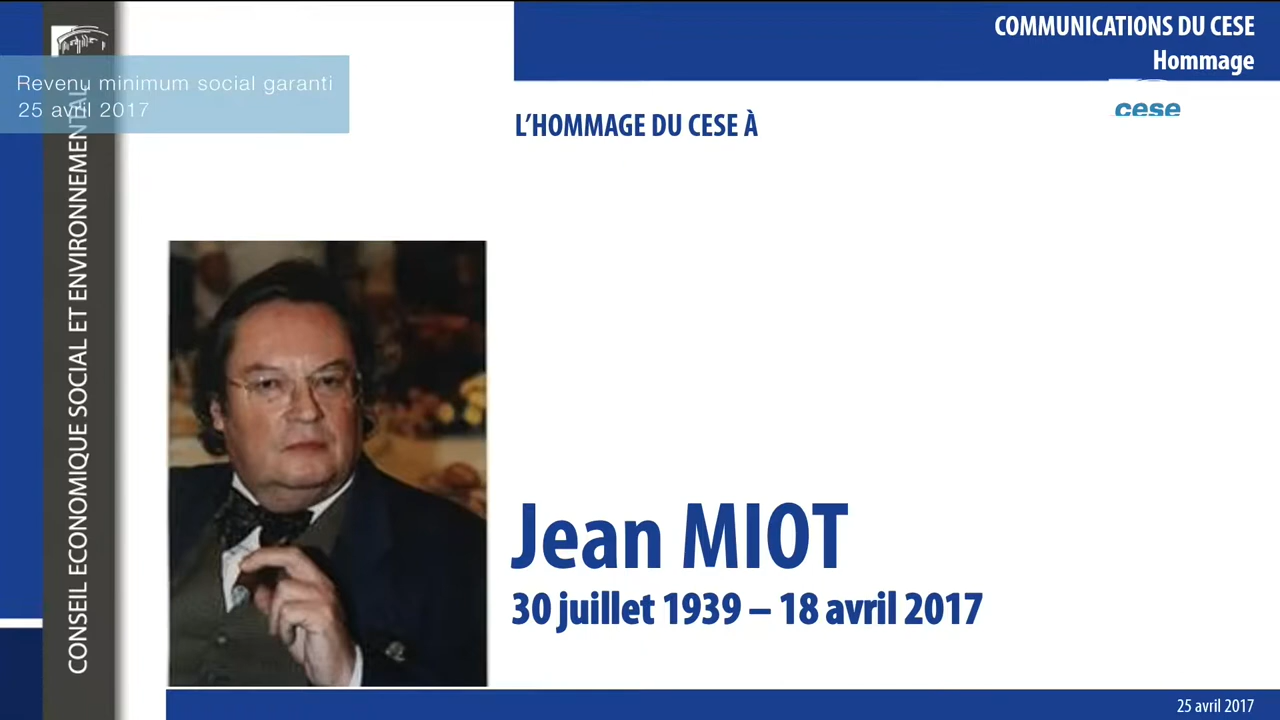 COMMUNICATIONS DU CESE
Hommage
cese
Revenu minimum social garanti
25 avril 2017
CONSEIL ECONOMIQUE SOCIAL ET ENVIRONNEMENTAL
L'HOMMAGE DU CESE À
Jean MIOT
30 juillet 1939 – 18 avril 2017
25 avril 2017